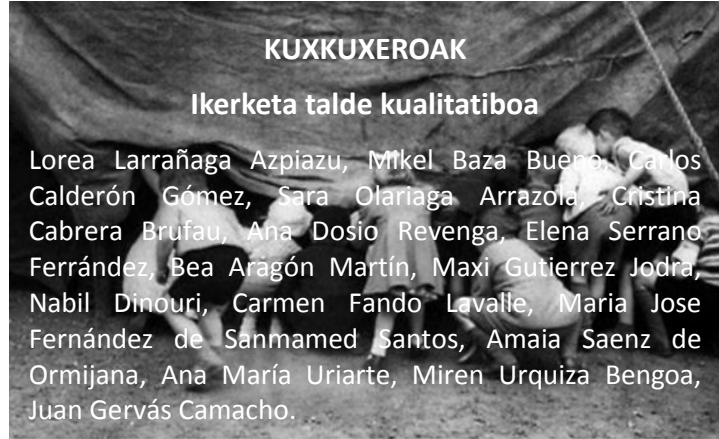 KUXKUXEROAK
Ikerketa talde kualitatiboa
Lorea Larrañaga Azpiazu, Mikel Baza Bueno, Carlos
Calderón Gómez, Sara Olariaga Arrazola, Cristina
Cabrera Brufau, Ana Dosio Revenga, Elena Serrano
Ferrández, Bea Aragón Martín, Maxi Gutierrez Jodra,
Nabil Dinouri, Carmen Fando Lavalle, Maria Jose
Fernández de Sanmamed Santos, Amaia Saenz de
Ormijana, Ana María Uriarte, Miren Urquiza Bengoa,
Juan Gervás Camacho.